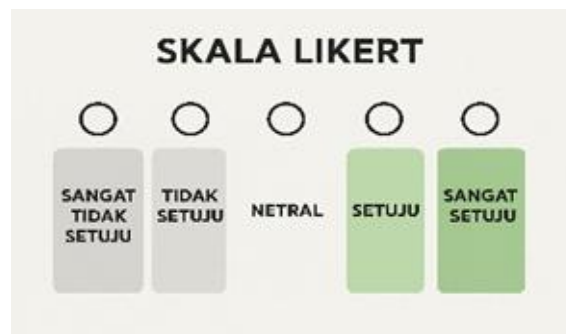 SKALA LIKERT
SANGAT
TIDAK
SETUJU
TIDAK
SETUJU
NETRAL
SETUJU
SANGAT
SETUJU